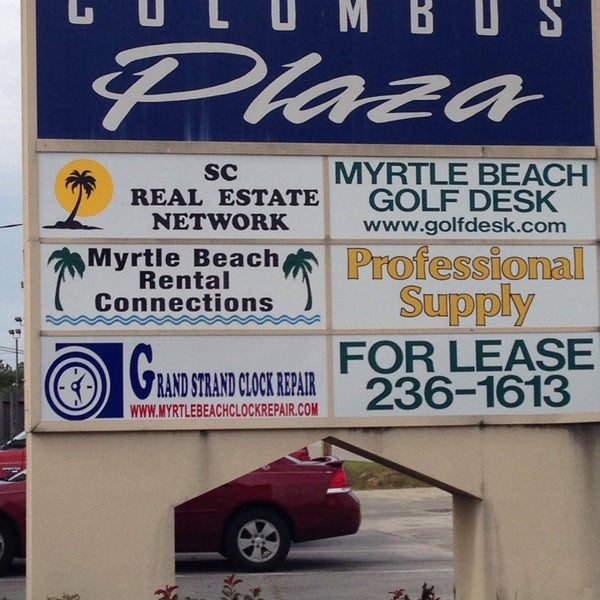 COLUMBUS
Plaza
SC
REAL ESTATE
NETWORK
MYRTLE BEACH
GOLF DESK
www.golfdesk.com
Myrtle Beach
Rental
Connections
Professional
Supply
GRAND STRAND CLOCK REPAIR
WWW.MYRTLEBEACHCLOCKREPAIR.COM
FOR LEASE
236-1613